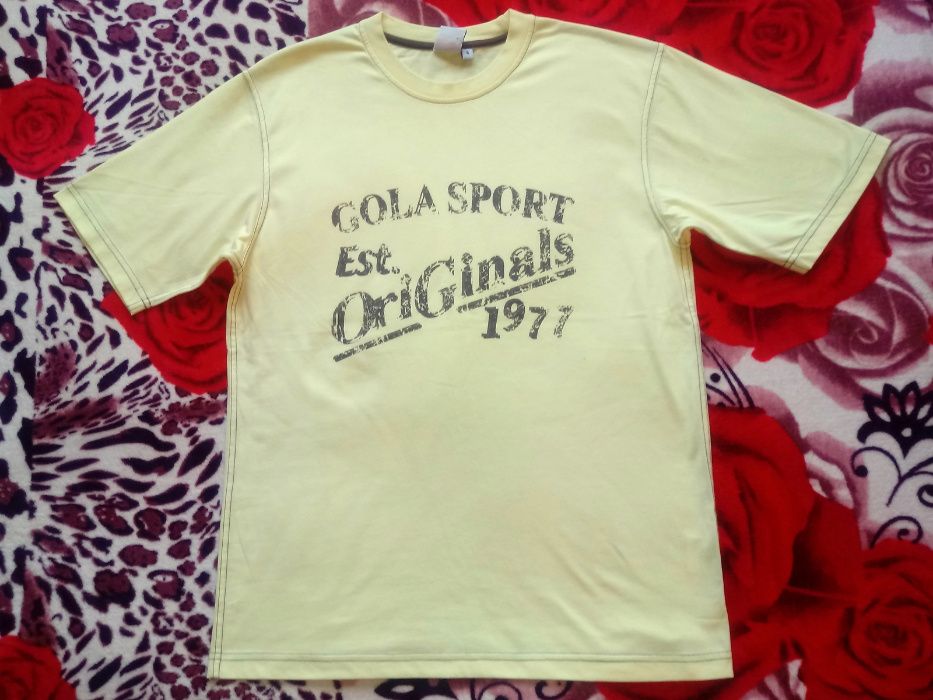 GOLA SPORT
Est.
OriGinals
1977